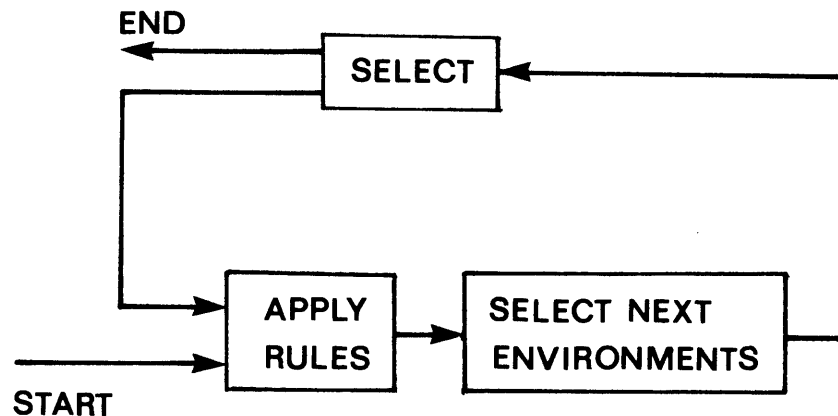 END
SELECT
APPLY
RULES
SELECT NEXT
ENVIRONMENTS
START